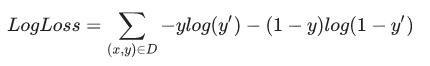 LogLoss = ∑_{(x,y)∈D} −ylog(y′) − (1 − y)log(1 − y′)